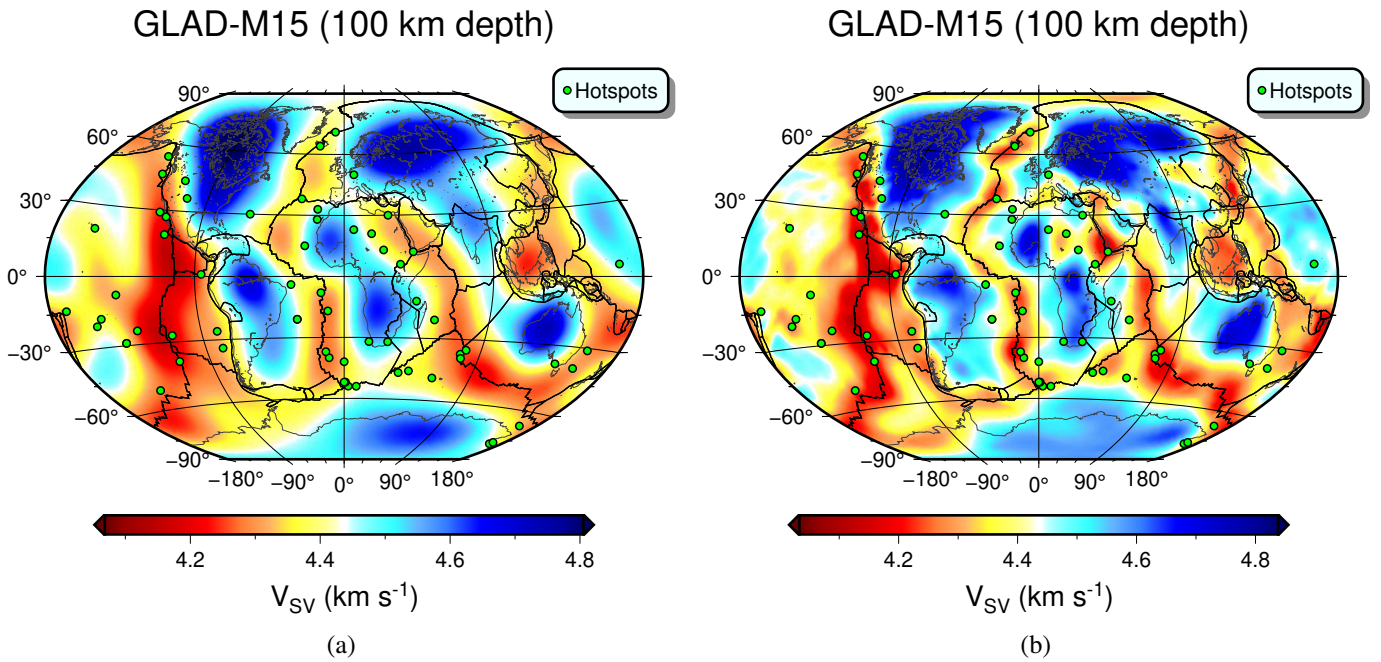 GLAD-M15 (100 km depth)
Hotspots
90°
60°
30°
0°
−30°
−60°
−90°
−180° −90° 0° 90° 180°
4.2 4.4 4.6 4.8
V_SV (km s⁻¹)
(a)
GLAD-M15 (100 km depth)
Hotspots
90°
60°
30°
0°
−30°
−60°
−90°
−180° −90° 0° 90° 180°
4.2 4.4 4.6 4.8
V_SV (km s⁻¹)
(b)